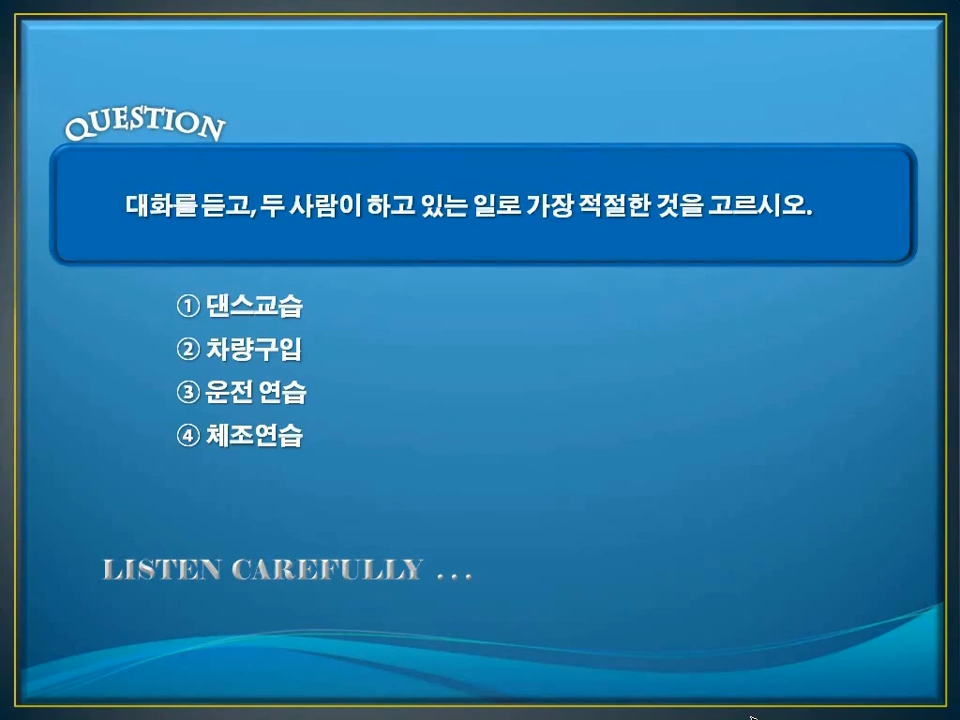 QUESTION
대화를 듣고, 두 사람이 하고 있는 일로 가장 적절한 것을 고르시오.
① 댄스교습
② 차량구입
③ 운전 연습
④ 체조연습
LISTEN CAREFULLY ...